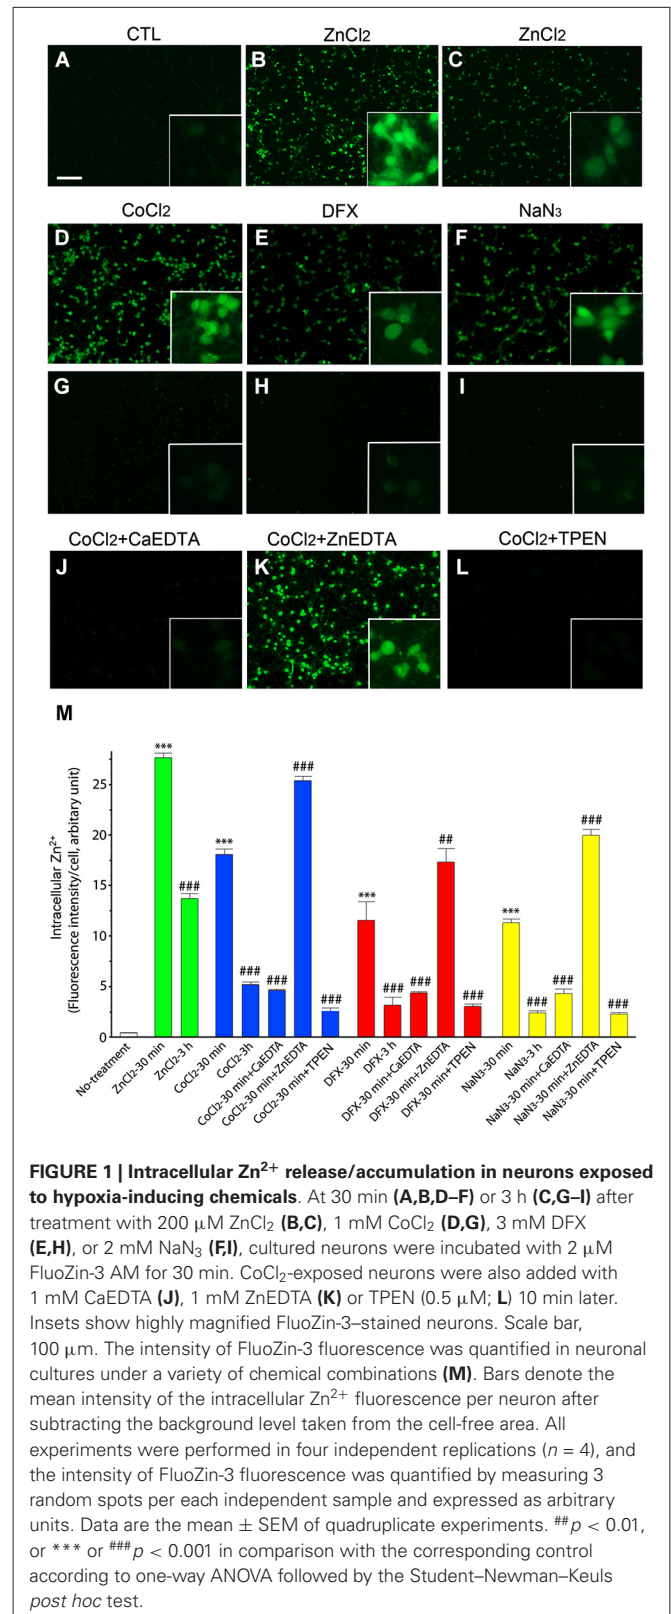 CTL ZnCl₂ ZnCl₂
A B C
CoCl₂ DFX NaN₃
D E F
G H I
CoCl₂+CaEDTA CoCl₂+ZnEDTA CoCl₂+TPEN
J K L
M
Intracellular Zn²⁺
(Fluorescence intensity/cell, arbitary unit)
25
20
15
10
5
0
***
###
***
###
###
###
###
***
###
###
##
###
***
###
###
###
###
No-treatment
ZnCl₂-30 min
ZnCl₂-3 h
CoCl₂-30 min
CoCl₂-3h
CoCl₂-30 min+CaEDTA
CoCl₂-30 min+ZnEDTA
CoCl₂-30 min+TPEN
DFX-30 min
DFX-3 h
DFX-30 min+CaEDTA
DFX-30 min+ZnEDTA
DFX-30 min+TPEN
NaN₃-30 min
NaN₃-3 h
NaN₃-30 min+CaEDTA
NaN₃-30 min+ZnEDTA
NaN₃-30 min+TPEN
FIGURE 1 | Intracellular Zn²⁺ release/accumulation in neurons exposed
to hypoxia-inducing chemicals. At 30 min (A,B,D–F) or 3 h (C,G–I) after
treatment with 200 μM ZnCl₂ (B,C), 1 mM CoCl₂ (D,G), 3 mM DFX
(E,H), or 2 mM NaN₃ (F,I), cultured neurons were incubated with 2 μM
FluoZin-3 AM for 30 min. CoCl₂-exposed neurons were also added with
1 mM CaEDTA (J), 1 mM ZnEDTA (K) or TPEN (0.5 μM; L) 10 min later.
Insets show highly magnified FluoZin-3–stained neurons. Scale bar,
100 μm. The intensity of FluoZin-3 fluorescence was quantified in neuronal
cultures under a variety of chemical combinations (M). Bars denote the
mean intensity of the intracellular Zn²⁺ fluorescence per neuron after
subtracting the background level taken from the cell-free area. All
experiments were performed in four independent replications (n = 4), and
the intensity of FluoZin-3 fluorescence was quantified by measuring 3
random spots per each independent sample and expressed as arbitrary
units. Data are the mean ± SEM of quadruplicate experiments. ##p < 0.01,
or *** or ###p < 0.001 in comparison with the corresponding control
according to one-way ANOVA followed by the Student–Newman–Keuls
post hoc test.